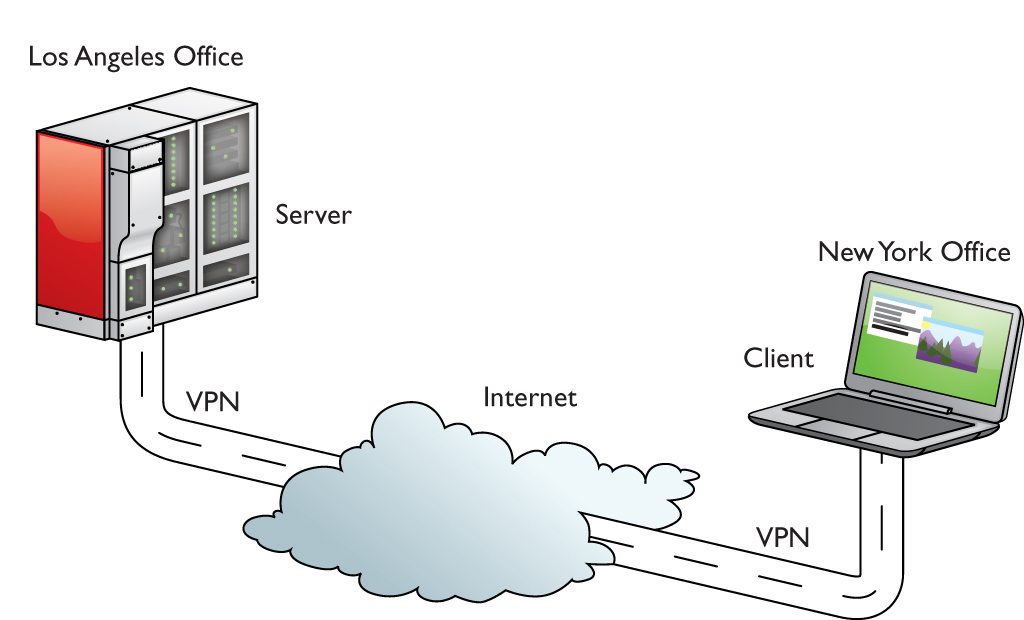 Los Angeles Office
Server
New York Office
Client
VPN
Internet
VPN